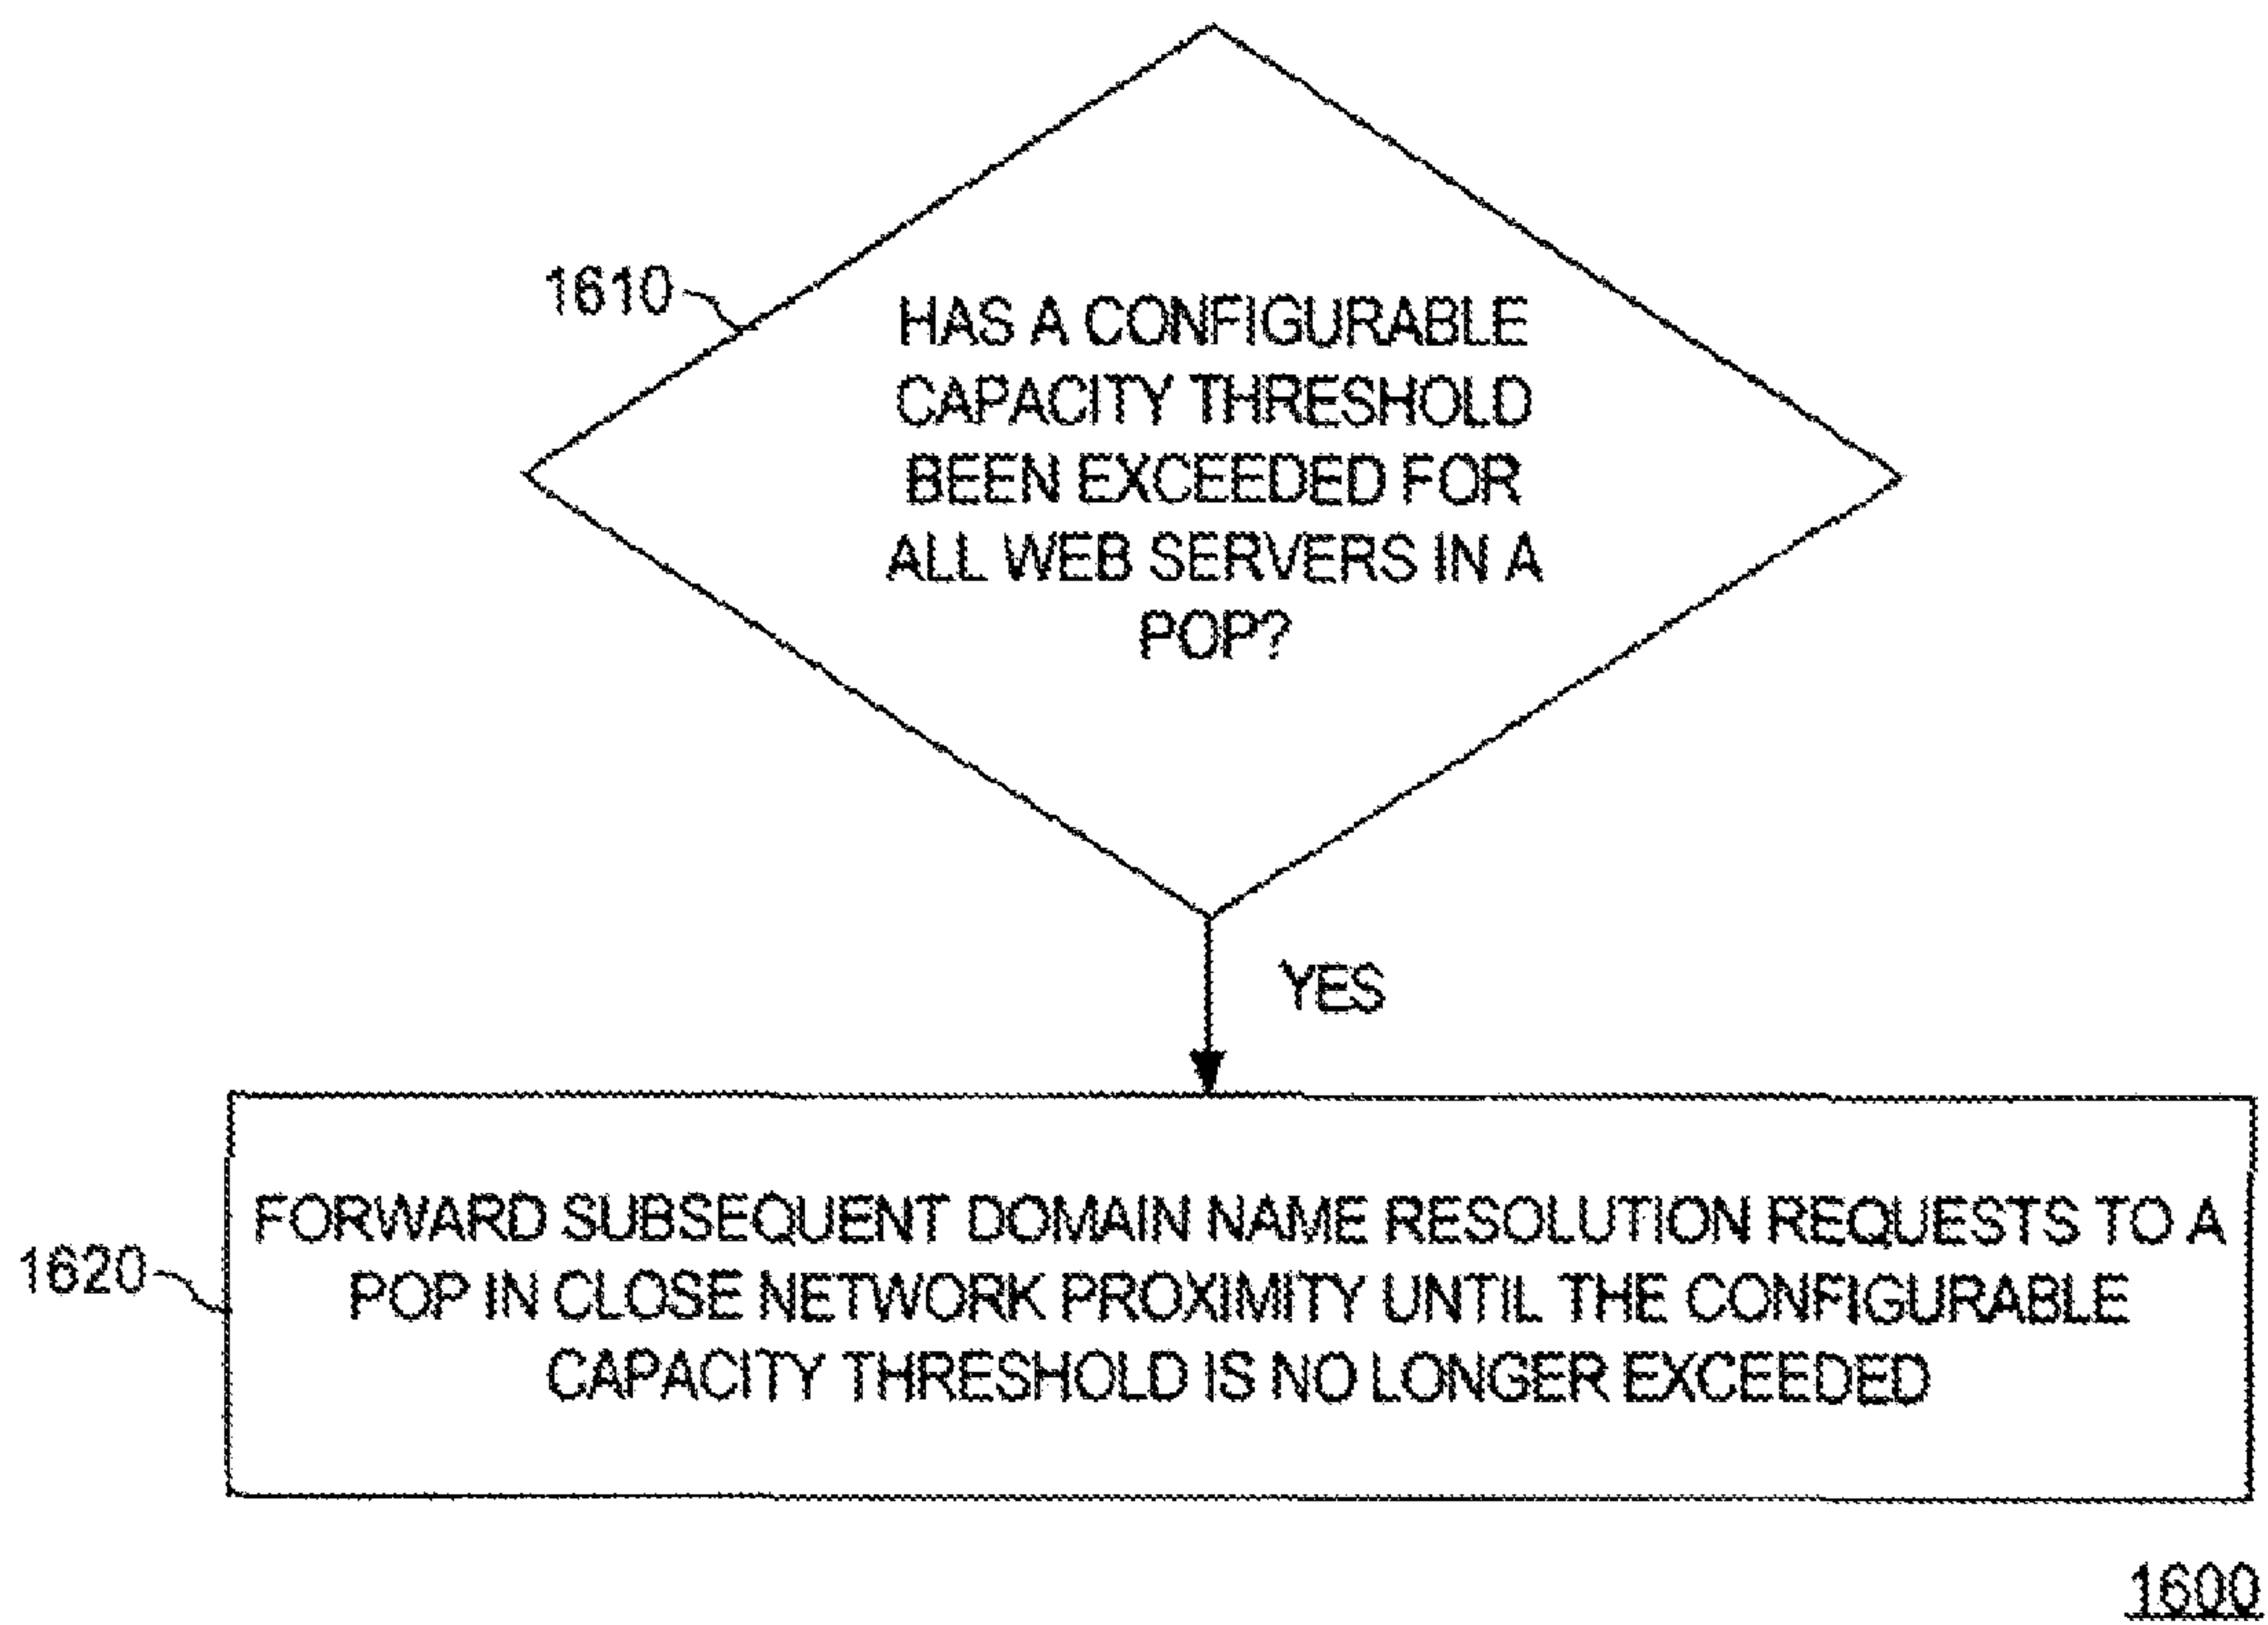 1610
HAS A CONFIGURABLE
CAPACITY THRESHOLD
BEEN EXCEEDED FOR
ALL WEB SERVERS IN A
POP?
YES
1620
FORWARD SUBSEQUENT DOMAIN NAME RESOLUTION REQUESTS TO A
POP IN CLOSE NETWORK PROXIMITY UNTIL THE CONFIGURABLE
CAPACITY THRESHOLD IS NO LONGER EXCEEDED
1600